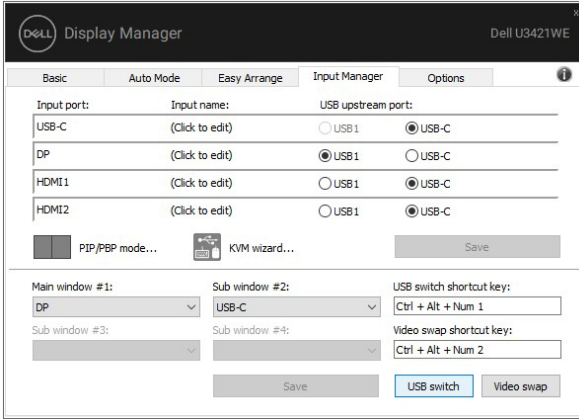 DELL Display Manager Dell U3421WE
Basic Auto Mode Easy Arrange Input Manager Options
Input port: Input name: USB upstream port:
USB-C (Click to edit) USB1 USB-C
DP (Click to edit) USB1 USB-C
HDMI1 (Click to edit) USB1 USB-C
HDMI2 (Click to edit) USB1 USB-C
PIP/PBP mode... KVM wizard... Save
Main window #1: Sub window #2: USB switch shortcut key:
DP USB-C Ctrl + Alt + Num 1
Sub window #3: Sub window #4: Video swap shortcut key:
Ctrl + Alt + Num 2
Save USB switch Video swap